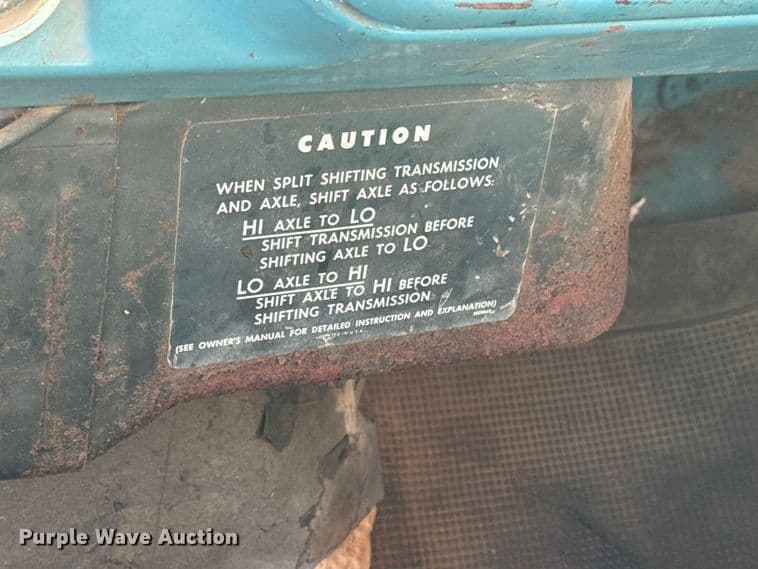 CAUTION
WHEN SPLIT SHIFTING TRANSMISSION
AND AXLE, SHIFT AXLE AS FOLLOWS:
HI AXLE TO LO
SHIFT TRANSMISSION BEFORE
SHIFTING AXLE TO LO
LO AXLE TO HI
SHIFT AXLE TO HI BEFORE
SHIFTING TRANSMISSION
(SEE OWNER'S MANUAL FOR DETAILED INSTRUCTION AND EXPLANATION)
Purple Wave Auction